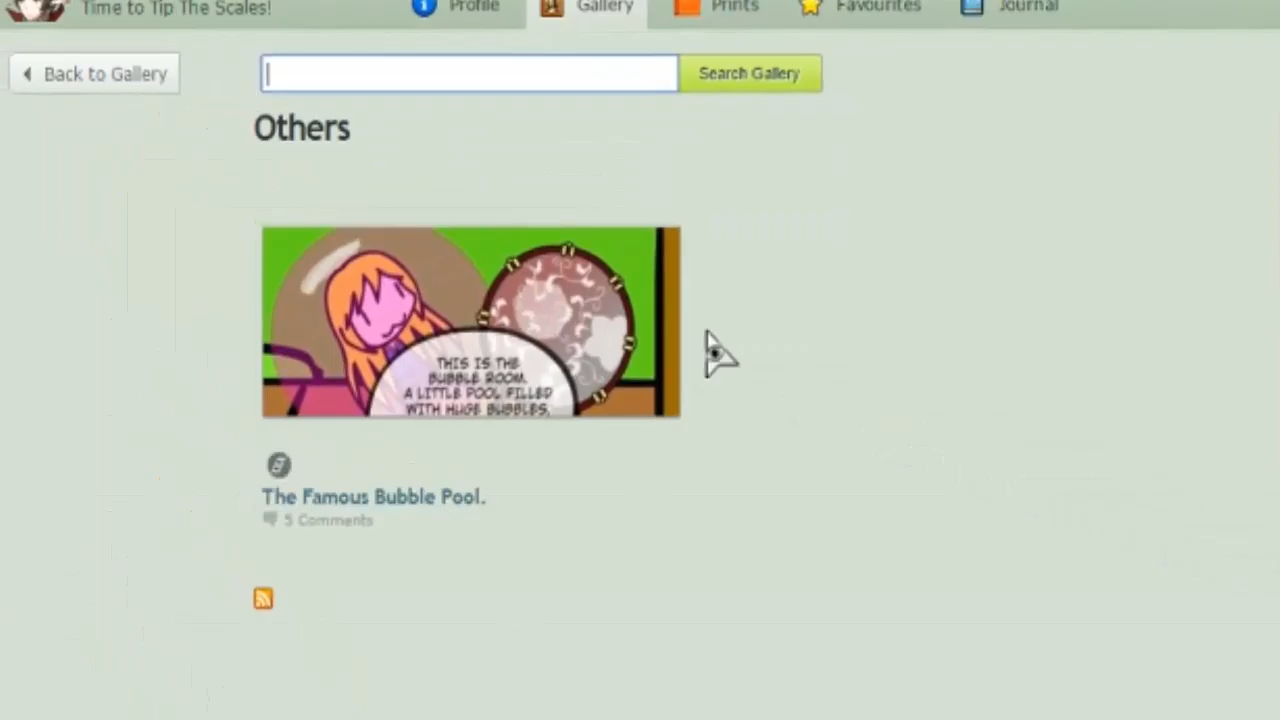 Time to Tip The Scales!
Profile
Gallery
Prints
Favourites
Journal
Back to Gallery
Search Gallery
Others
THIS IS THE
BUBBLE ROOM.
A LITTLE POOL FILLED
WITH HUGE BUBBLES,
The Famous Bubble Pool.
5 Comments